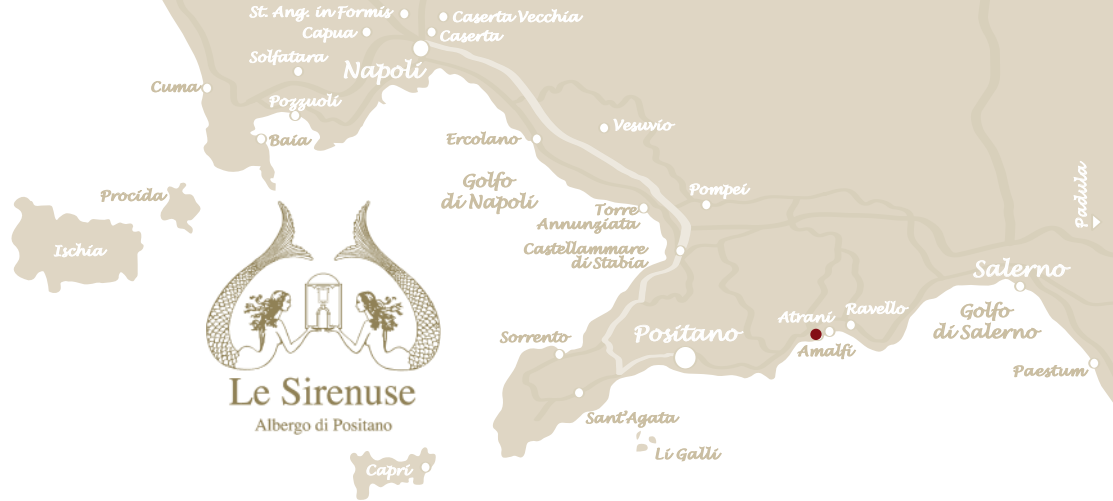 St. Ang. in Formis
Caserta Vecchia
Capua
Caserta
Solfatara
Napoli
Cuma
Pozzuoli
Vesuvio
Baia
Ercolano
Golfo
di Napoli
Procida
Pompei
Padula
Torre
Annunziata
Ischia
Castellammare
di Stabia
Salerno
Golfo
di Salerno
Ravello
Atrani
Amalfi
Positano
Sorrento
Paestum
Le Sirenuse
Albergo di Positano
Sant'Agata
Li Galli
Capri